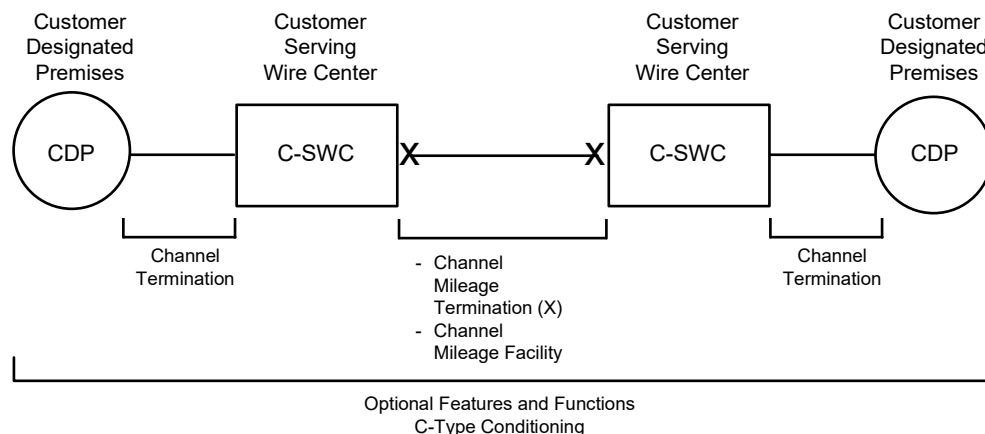 Customer
Designated
Premises
Customer
Serving
Wire Center
Customer
Serving
Wire Center
Customer
Designated
Premises
CDP
C-SWC
X
X
C-SWC
CDP
Channel
Termination
- Channel
Mileage
Termination (X)
- Channel
Mileage Facility
Channel
Termination
Optional Features and Functions
C-Type Conditioning